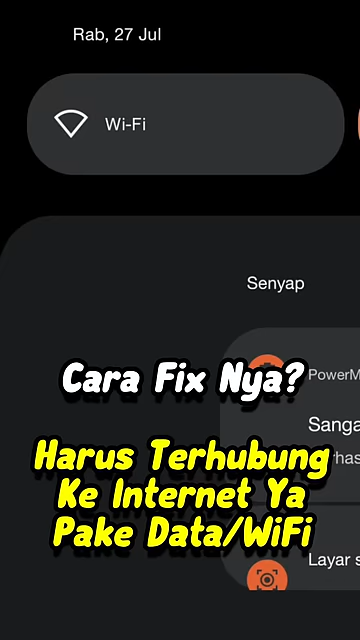 Rab, 27 Jul
Wi-Fi
Senyap
PowerM
Cara Fix Nya?
Sanga
Harus Terhubung
Ke Internet Ya
Pake Data/WiFi
Layar s